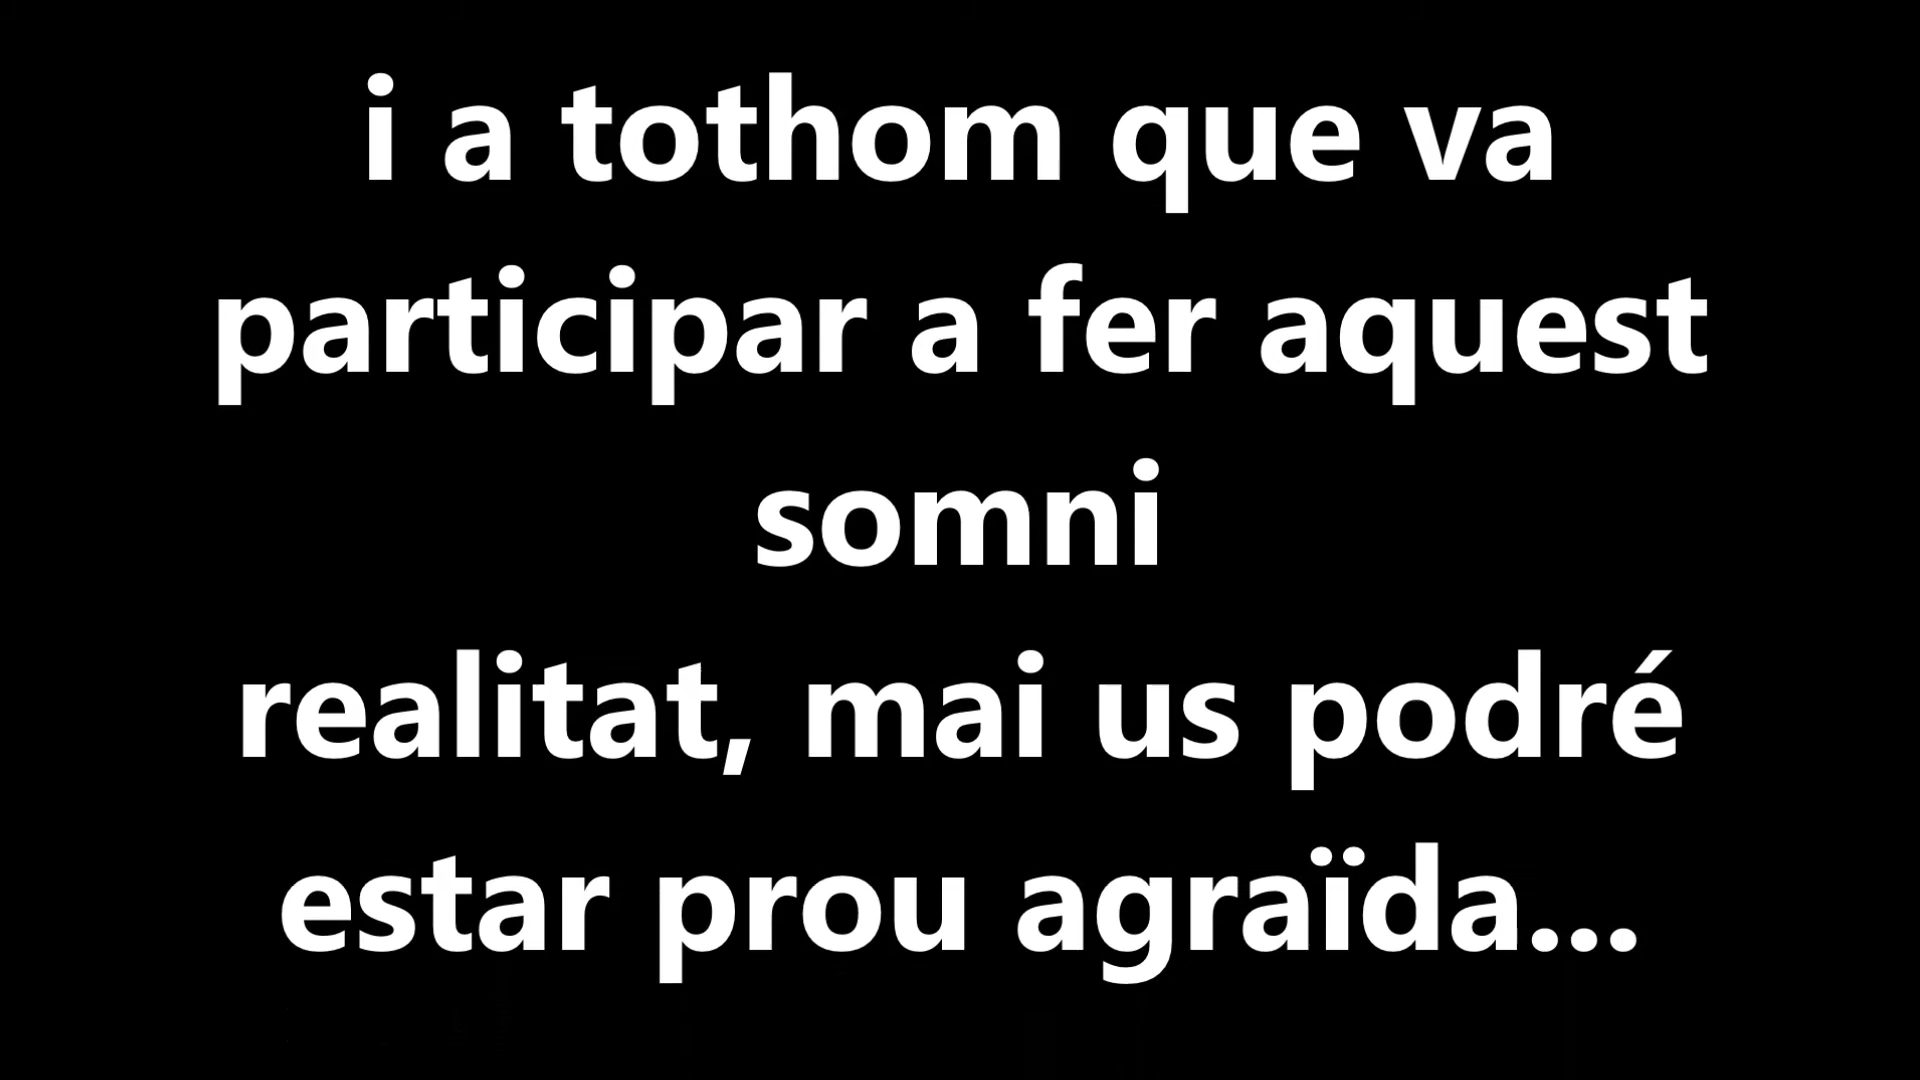 i a tothom que va
participar a fer aquest
somni
realitat, mai us podré
estar prou agraïda...